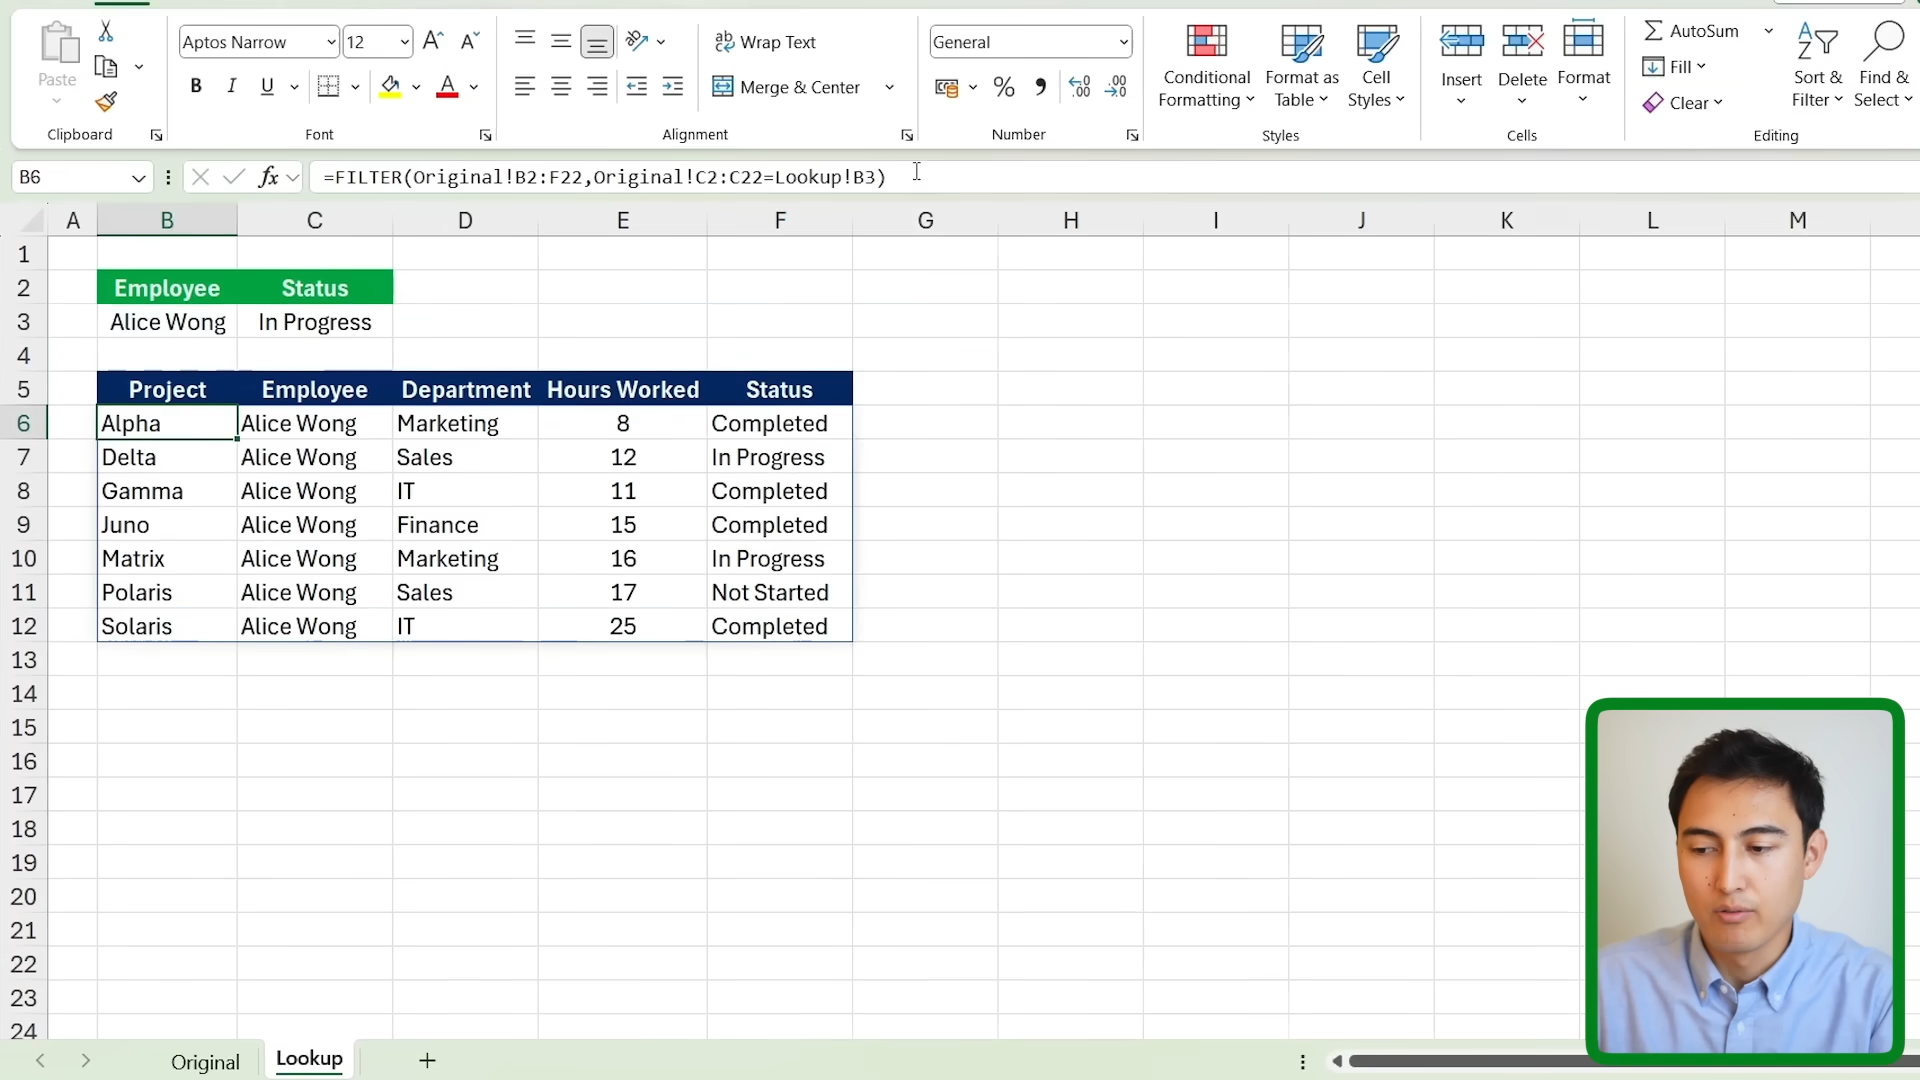 Paste
Clipboard
Aptos Narrow
12
B I U
Font
Wrap Text
Merge & Center
Alignment
General
Number
Conditional
Formatting
Format as
Table
Cell
Styles
Styles
Insert
Delete
Format
Cells
AutoSum
Fill
Clear
Sort &
Filter
Find &
Select
Editing
B6
fx
=FILTER(Original!B2:F22,Original!C2:C22=Lookup!B3)
A B C D E F G H I J K L M
1
2 Employee Status
3 Alice Wong In Progress
4
5 Project Employee Department Hours Worked Status
6 Alpha Alice Wong Marketing 8 Completed
7 Delta Alice Wong Sales 12 In Progress
8 Gamma Alice Wong IT 11 Completed
9 Juno Alice Wong Finance 15 Completed
10 Matrix Alice Wong Marketing 16 In Progress
11 Polaris Alice Wong Sales 17 Not Started
12 Solaris Alice Wong IT 25 Completed
13
14
15
16
17
18
19
20
21
22
23
24
Original Lookup